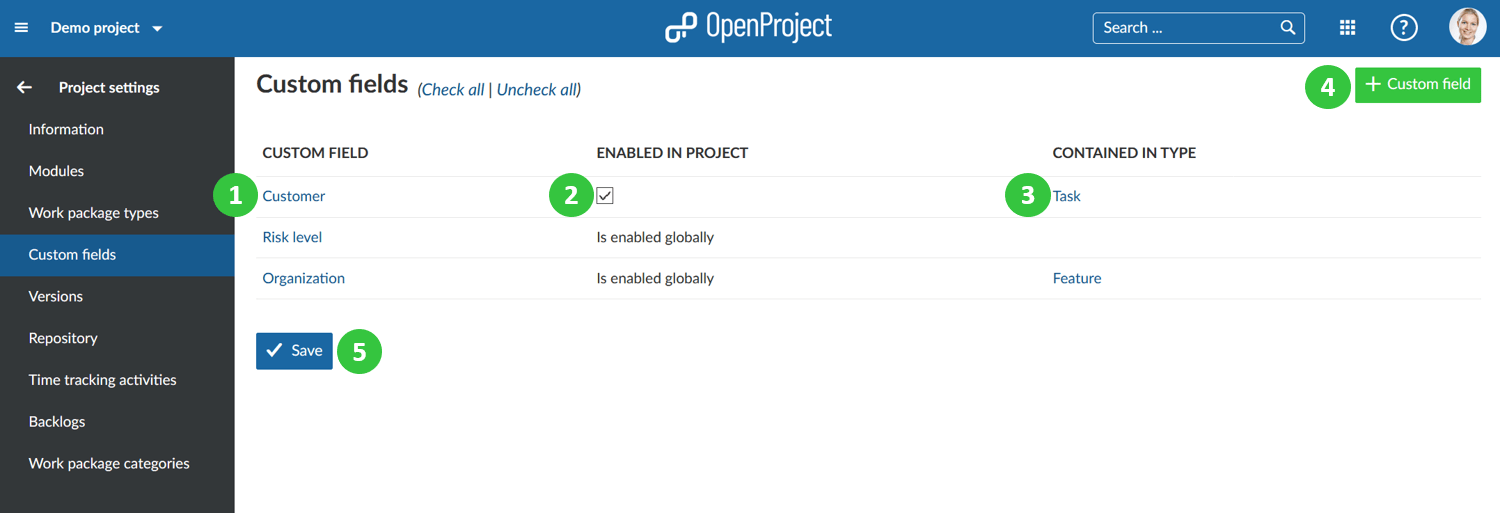 Demo project
OpenProject
Search ...
?
Project settings
Information
Modules
Work package types
Custom fields
Versions
Repository
Time tracking activities
Backlogs
Work package categories
Custom fields (Check all | Uncheck all)
4 + Custom field
CUSTOM FIELD ENABLED IN PROJECT CONTAINED IN TYPE
1 Customer 2 3 Task
Risk level Is enabled globally
Organization Is enabled globally Feature
Save 5